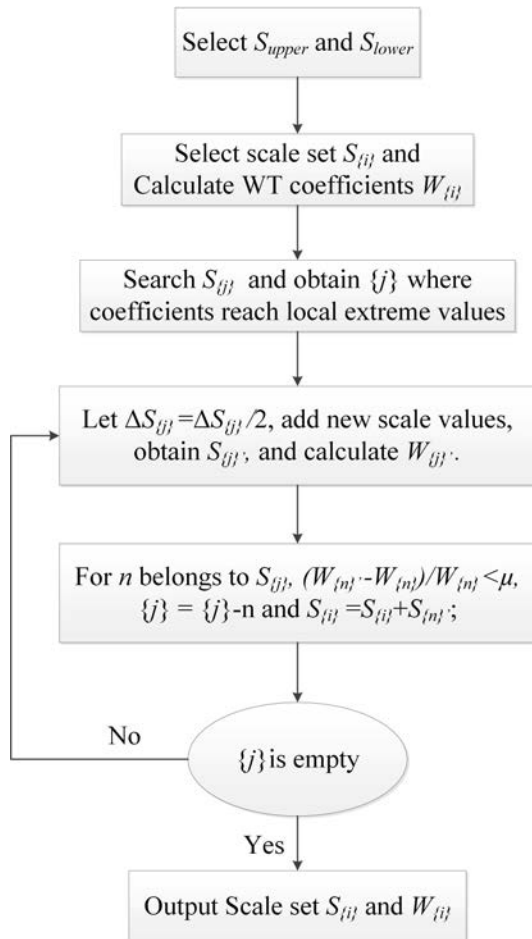 Select S_upper and S_lower
Select scale set S_{i} and
Calculate WT coefficients W_{i}
Search S_{j} and obtain {j} where
coefficients reach local extreme values
Let ΔS_{j}=ΔS_{j}/2, add new scale values,
obtain S_{j}', and calculate W_{j}'.
For n belongs to S_{j}, (W_{n}'-W_{n})/W_{n}<μ,
{j} = {j}-n and S_{i}=S_{i}+S_{n}';
{j} is empty
No
Yes
Output Scale set S_{i} and W_{i}